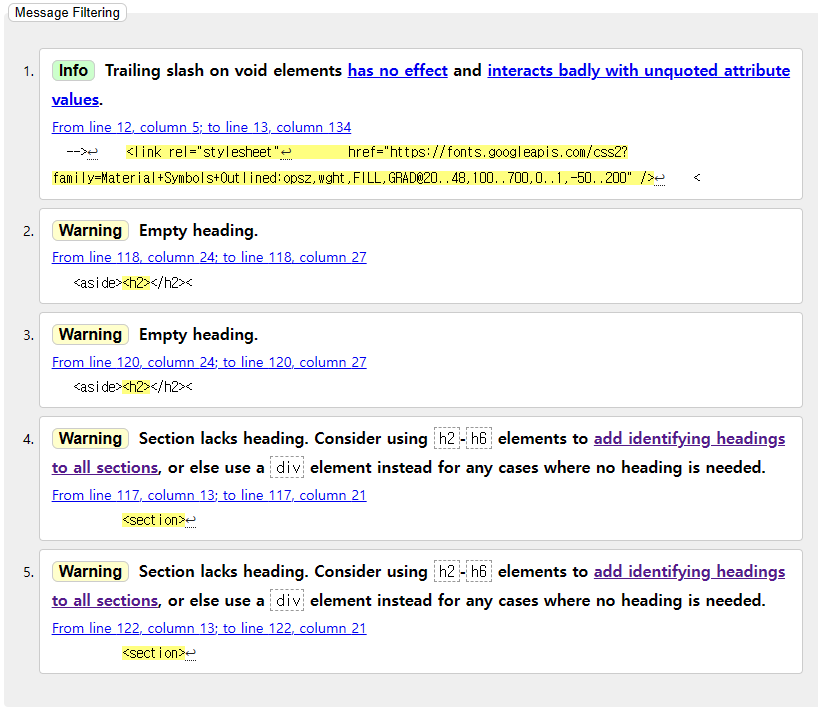 Message Filtering
1. Info Trailing slash on void elements has no effect and interacts badly with unquoted attribute
values.
From line 12, column 5; to line 13, column 134
-->↩ <link rel="stylesheet"↩ href="https://fonts.googleapis.com/css2?
family=Material+Symbols+Outlined:opsz,wght,FILL,GRAD@20..48,100..700,0..1,-50..200" />↩ <
2. Warning Empty heading.
From line 118, column 24; to line 118, column 27
<aside><h2></h2><
3. Warning Empty heading.
From line 120, column 24; to line 120, column 27
<aside><h2></h2><
4. Warning Section lacks heading. Consider using h2-h6 elements to add identifying headings
to all sections, or else use a div element instead for any cases where no heading is needed.
From line 117, column 13; to line 117, column 21
<section>↩
5. Warning Section lacks heading. Consider using h2-h6 elements to add identifying headings
to all sections, or else use a div element instead for any cases where no heading is needed.
From line 122, column 13; to line 122, column 21
<section>↩